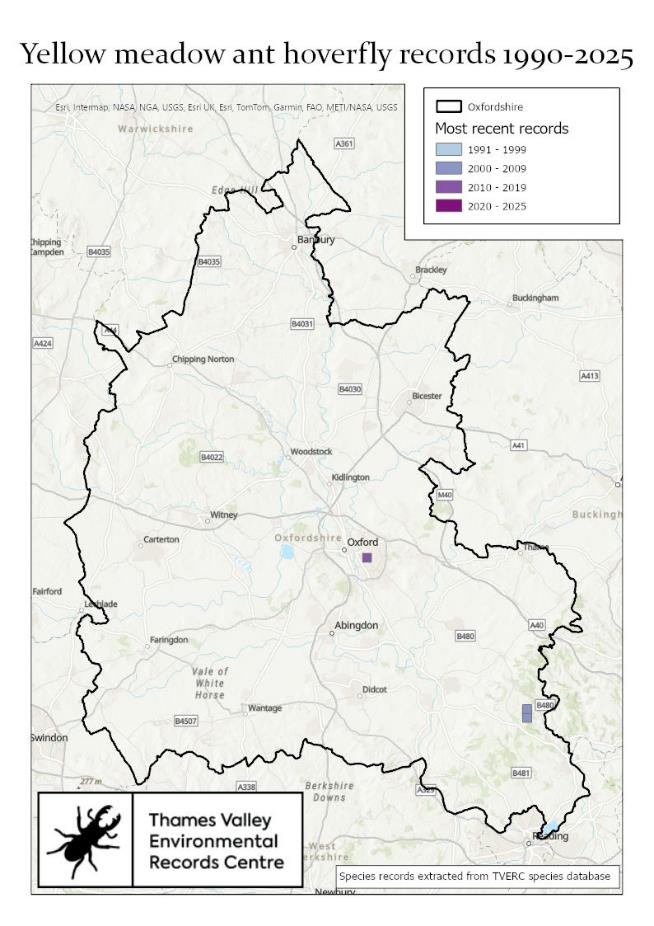 Yellow meadow ant hoverfly records 1990-2025
Esri, Intermap, NASA, NGA, USGS, Esri UK, Esri, TomTom, Garmin, FAO, METI/NASA, USGS
Oxfordshire
Most recent records
1991 - 1999
2000 - 2009
2010 - 2019
2020 - 2025
Warwickshire
A361
Edge Hill
Banbury
Chipping
Campden
B4035
B4035
Brackley
Buckingham
B4031
A44
A424
Chipping Norton
A413
B4030
Bicester
A41
B4022
Woodstock
Kidlington
M40
Witney
Buckingh
Carterton
Oxfordshire
Oxford
Thame
Fairford
Lechlade
Abingdon
A40
B480
Faringdon
Vale of
White
Horse
Didcot
Wantage
B480
B4507
Swindon
277 m
A338
Berkshire
Downs
A329
B481
Reading
West
erkshire
Newbury
Thames Valley
Environmental
Records Centre
Species records extracted from TVERC species database